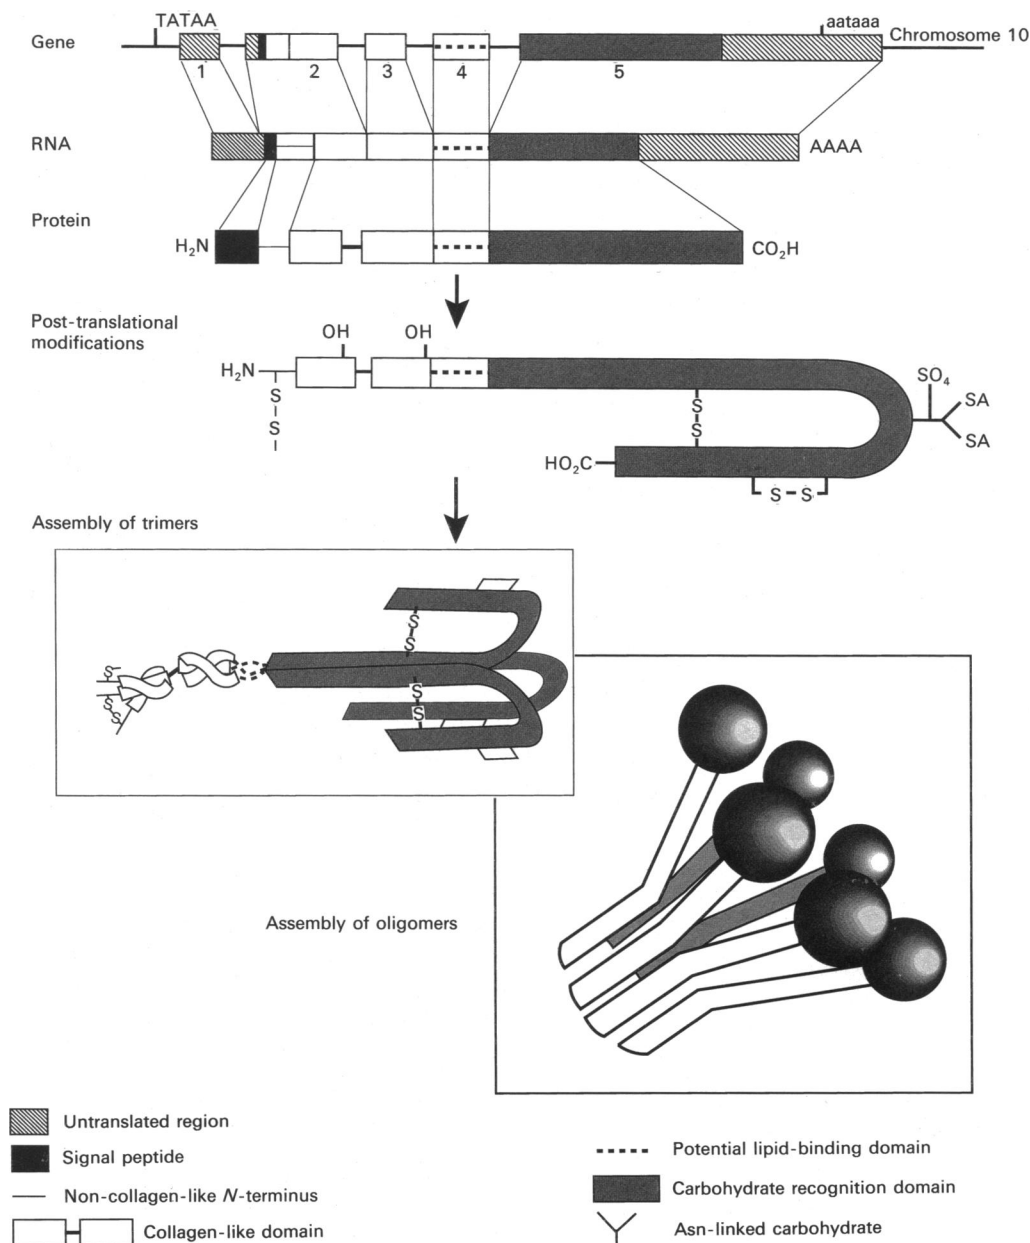 TATAA
aataaa
Gene
Chromosome 10
1 2 3 4 5
RNA
AAAA
Protein
H₂N
CO₂H
Post-translational
modifications
OH OH
H₂N
S
S
S
S
SO₄
SA
SA
HO₂C
S S
Assembly of trimers
S
S
S
S
S
S
S
S
Assembly of oligomers
Untranslated region
Signal peptide
Non-collagen-like N-terminus
Collagen-like domain
Potential lipid-binding domain
Carbohydrate recognition domain
Asn-linked carbohydrate